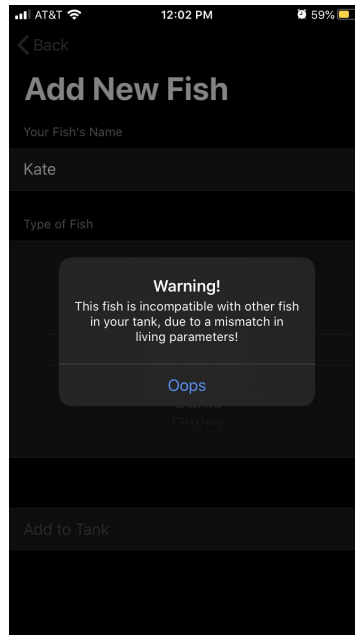 AT&T 12:02 PM 59%
Back
Add New Fish
Your Fish's Name
Kate
Type of Fish
Warning!
This fish is incompatible with other fish
in your tank, due to a mismatch in
living parameters!
Oops
Guppy
Add to Tank